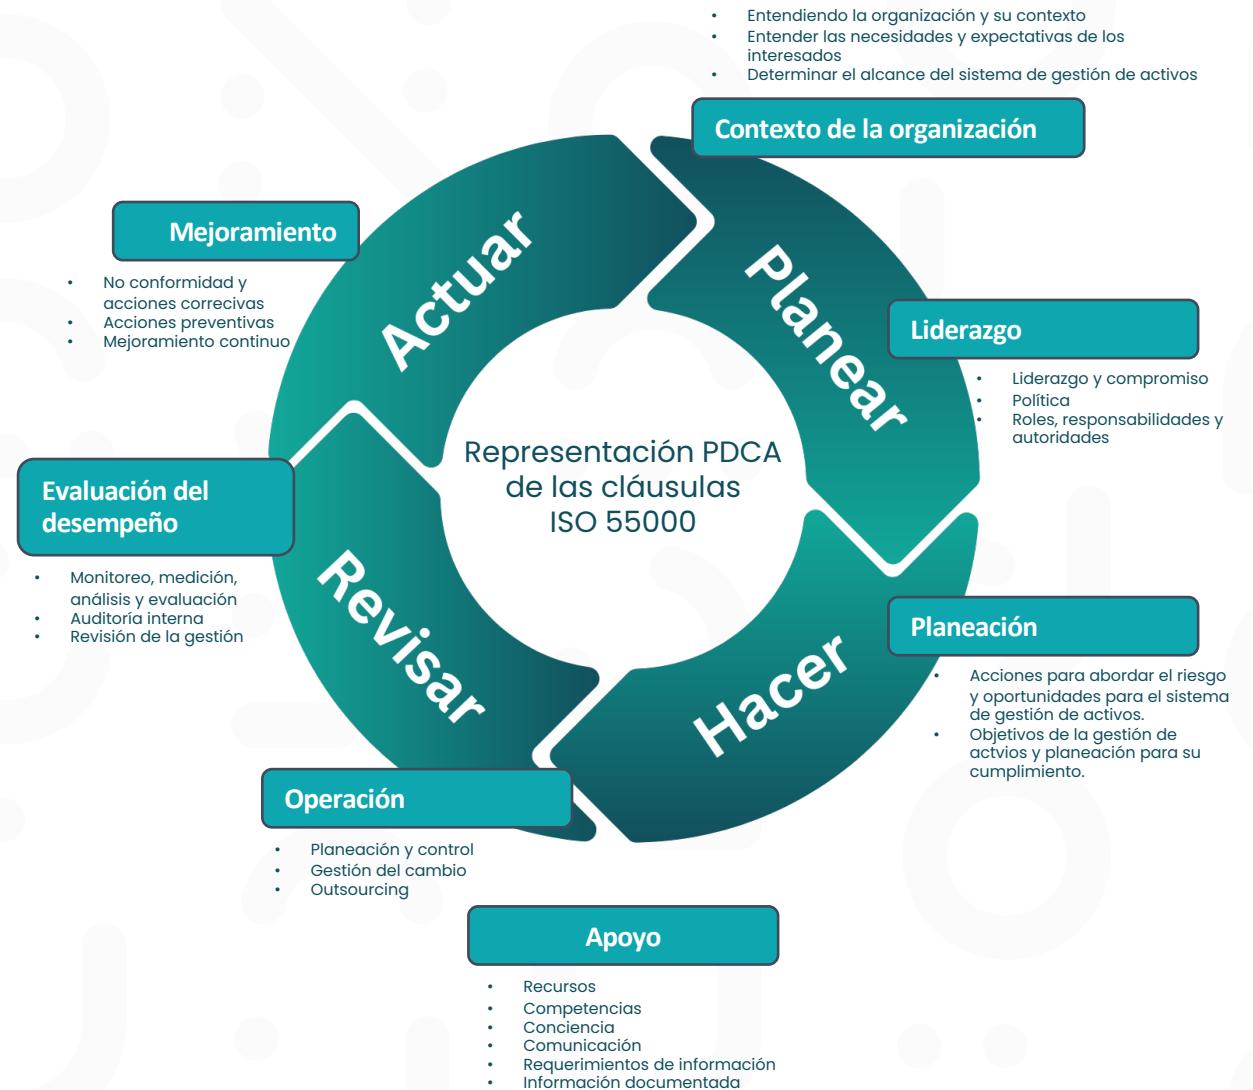 • Entendiendo la organización y su contexto
• Entender las necesidades y expectativas de los
interesados
• Determinar el alcance del sistema de gestión de activos
Contexto de la organización
Planear
Liderazgo
• Liderazgo y compromiso
• Política
• Roles, responsabilidades y
autoridades
Planeación
• Acciones para abordar el riesgo
y oportunidades para el sistema
de gestión de activos.
• Objetivos de la gestión de
actvios y planeación para su
cumplimiento.
Hacer
Apoyo
• Recursos
• Competencias
• Conciencia
• Comunicación
• Requerimientos de información
• Información documentada
Operación
• Planeación y control
• Gestión del cambio
• Outsourcing
Revisar
Evaluación del
desempeño
• Monitoreo, medición,
análisis y evaluación
• Auditoría interna
• Revisión de la gestión
Actuar
Mejoramiento
• No conformidad y
acciones correcivas
• Acciones preventivas
• Mejoramiento continuo
Representación PDCA
de las cláusulas
ISO 55000